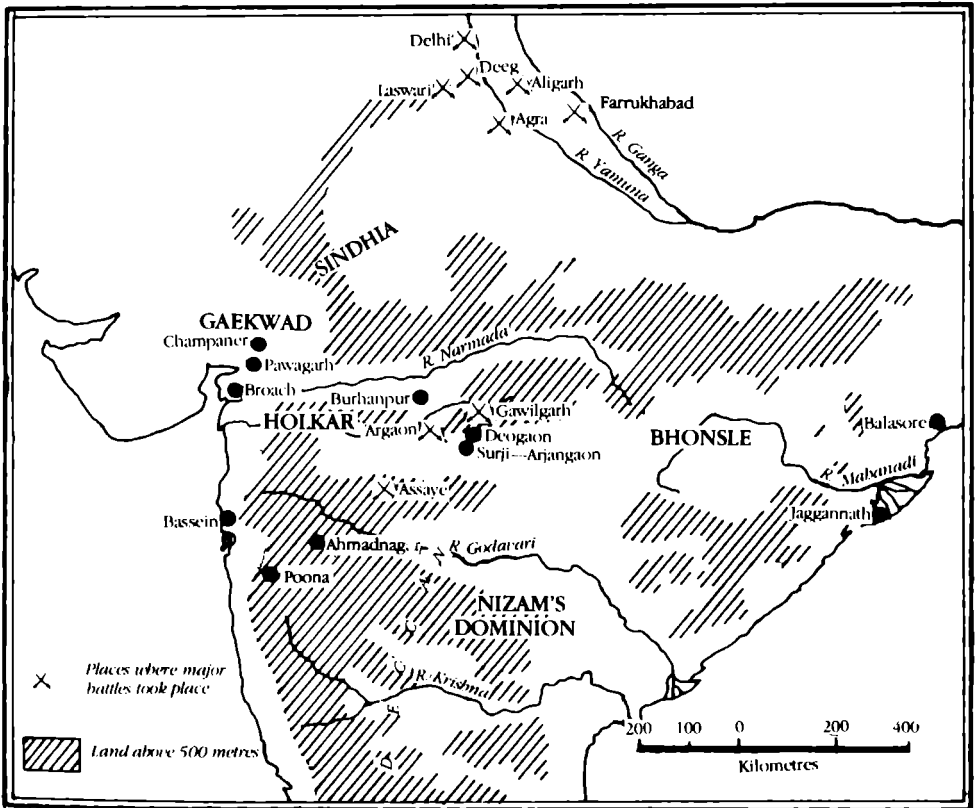 Delhi
Deeg
Laswari
Aligarh
Farrukhabad
Agra
R. Ganga
R. Yamuna
SINDHIA
GAEKWAD
Champaner
Pawagarh
R. Narmada
Broach
Burhanpur
Gawilgarh
HOLKAR
Argaon
Deogaon
BHONSLE
Balasore
Surji—Arjangaon
R. Mahanadi
Assaye
Jaggannath
Bassein
Ahmadnag
R. Godavari
Poona
NIZAM'S
DOMINION
DECCAN
R. Krishna
Places where major
battles took place
Land above 500 metres
200 100 0 200 400
Kilometres